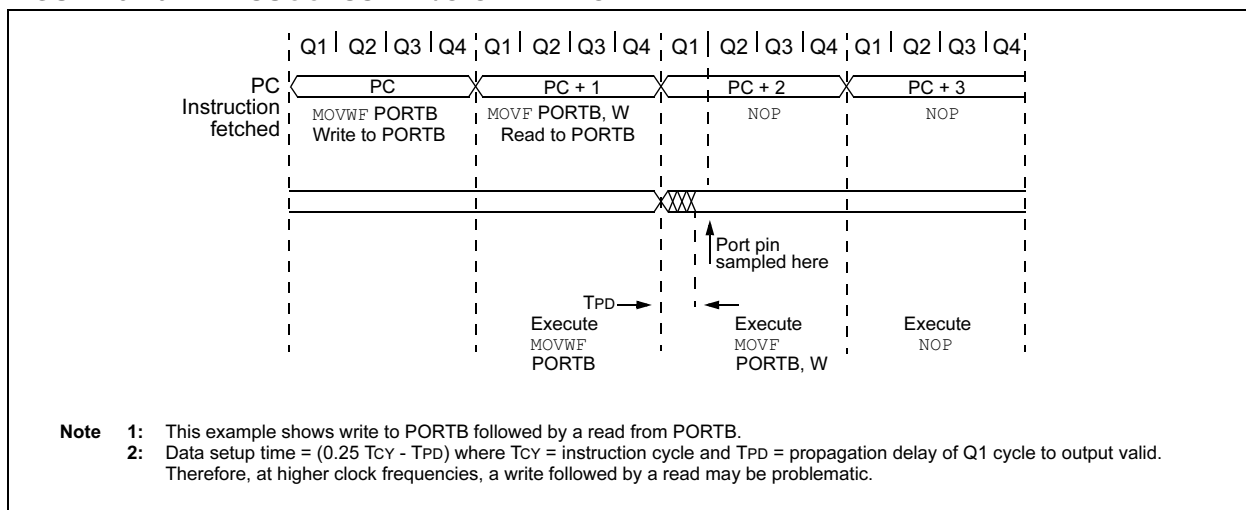 Q1 Q2 Q3 Q4 Q1 Q2 Q3 Q4 Q1 Q2 Q3 Q4 Q1 Q2 Q3 Q4
PC PC PC + 1 PC + 2 PC + 3
Instruction
fetched
MOVWF PORTB MOVF PORTB, W NOP NOP
Write to PORTB Read to PORTB
Port pin
sampled here
TPD
Execute Execute Execute
MOVWF MOVF NOP
PORTB PORTB, W
Note 1: This example shows write to PORTB followed by a read from PORTB.
2: Data setup time = (0.25 TCY - TPD) where TCY = instruction cycle and TPD = propagation delay of Q1 cycle to output valid.
Therefore, at higher clock frequencies, a write followed by a read may be problematic.